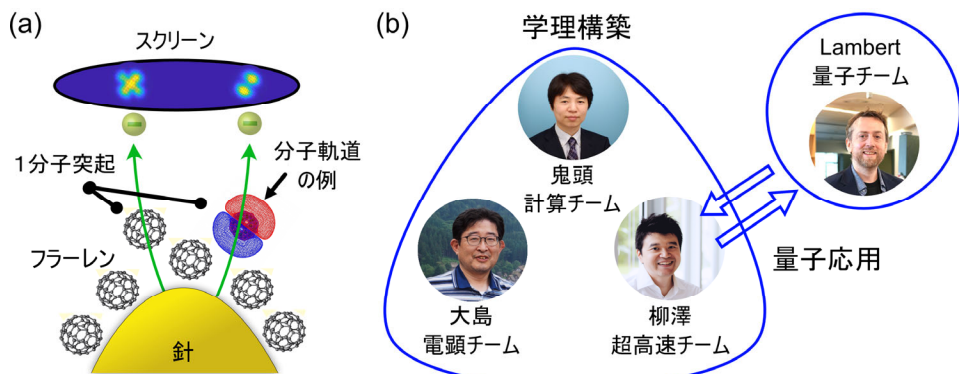 (a)
スクリーン
1分子突起
分子軌道
の例
フラーレン
針
(b)
学理構築
鬼頭
計算チーム
大島
電顕チーム
柳澤
超高速チーム
Lambert
量子チーム
量子応用